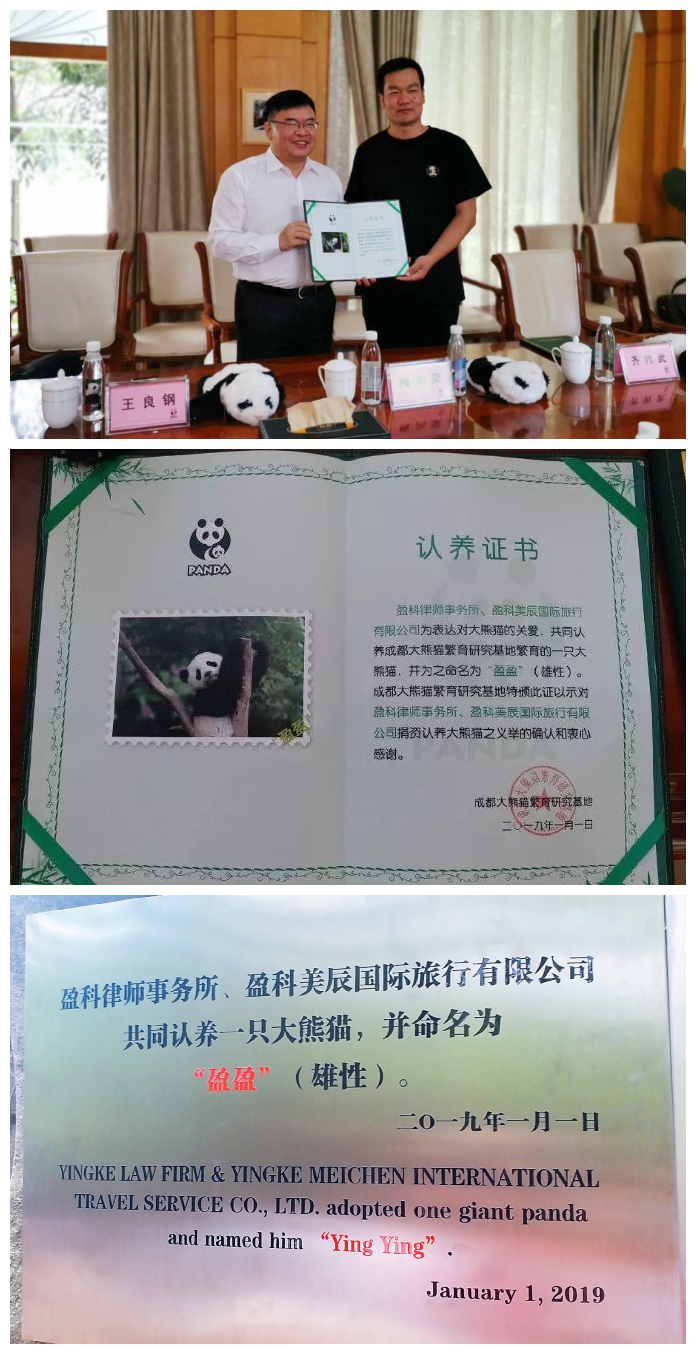 王良钢
梅向荣
齐敦武
PANDA
认养证书
盈科律师事务所、盈科美辰国际旅行
有限公司为表达对大熊猫的关爱，共同认
养成都大熊猫繁育研究基地繁育的一只大
熊猫，并为之命名为“盈盈”（雄性）。
成都大熊猫繁育研究基地特颁此证以示对
盈科律师事务所、盈科美辰国际旅行有限
公司捐资认养大熊猫之义举的确认和衷心
感谢。
盈盈
成都大熊猫繁育研究基地
二〇一九年一月一日
盈科律师事务所、盈科美辰国际旅行有限公司
共同认养一只大熊猫，并命名为
“盈盈”（雄性）。
二O一九年一月一日
YINGKE LAW FIRM & YINGKE MEICHEN INTERNATIONAL
TRAVEL SERVICE CO., LTD. adopted one giant panda
and named him “Ying Ying”.
January 1, 2019